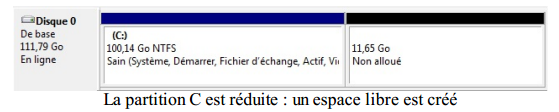 Disque 0
De base
111,79 Go
En ligne
(C:)
100,14 Go NTFS
Sain (Système, Démarrer, Fichier d'échange, Actif, Vi
11,65 Go
Non alloué
La partition C est réduite : un espace libre est créé